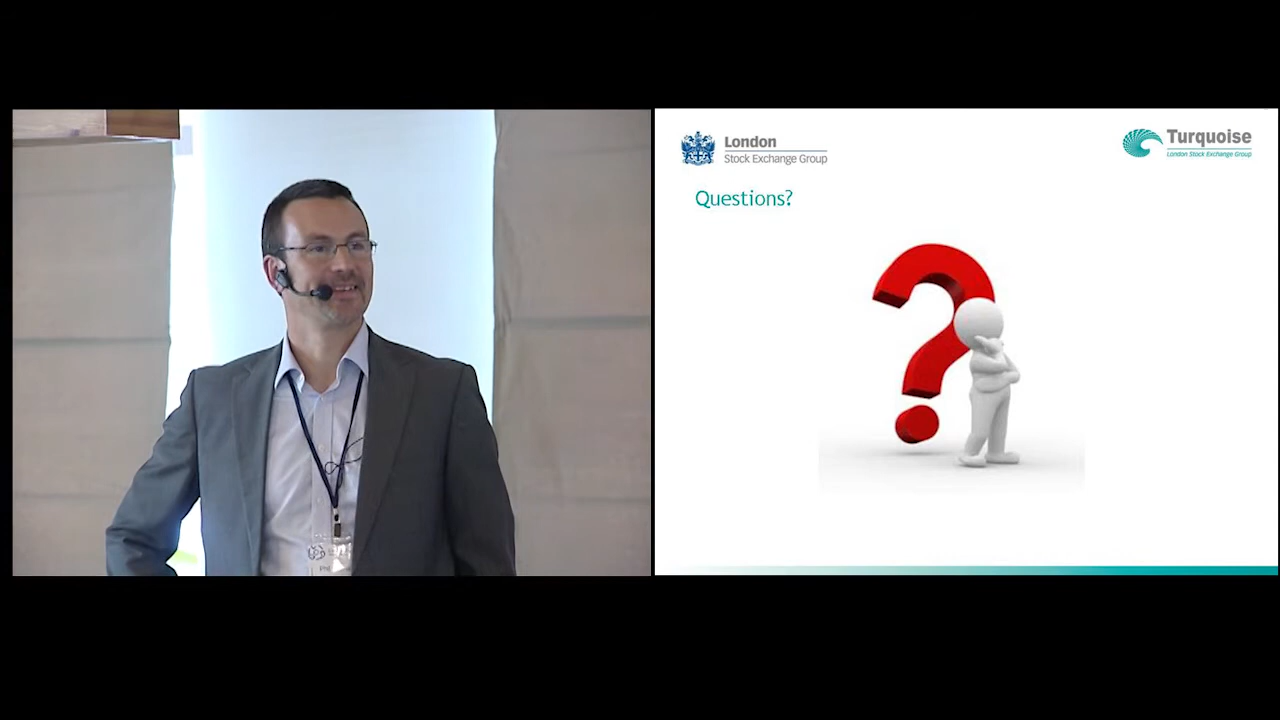 London
Stock Exchange Group
Turquoise
London Stock Exchange Group
Questions?